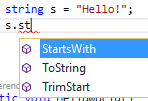 string s = "Hello!";
s.st
StartsWith
ToString
TrimStart